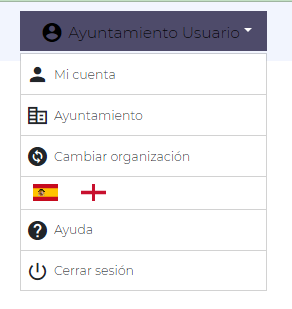 Ayuntamiento Usuario
Mi cuenta
Ayuntamiento
Cambiar organización
Ayuda
Cerrar sesión